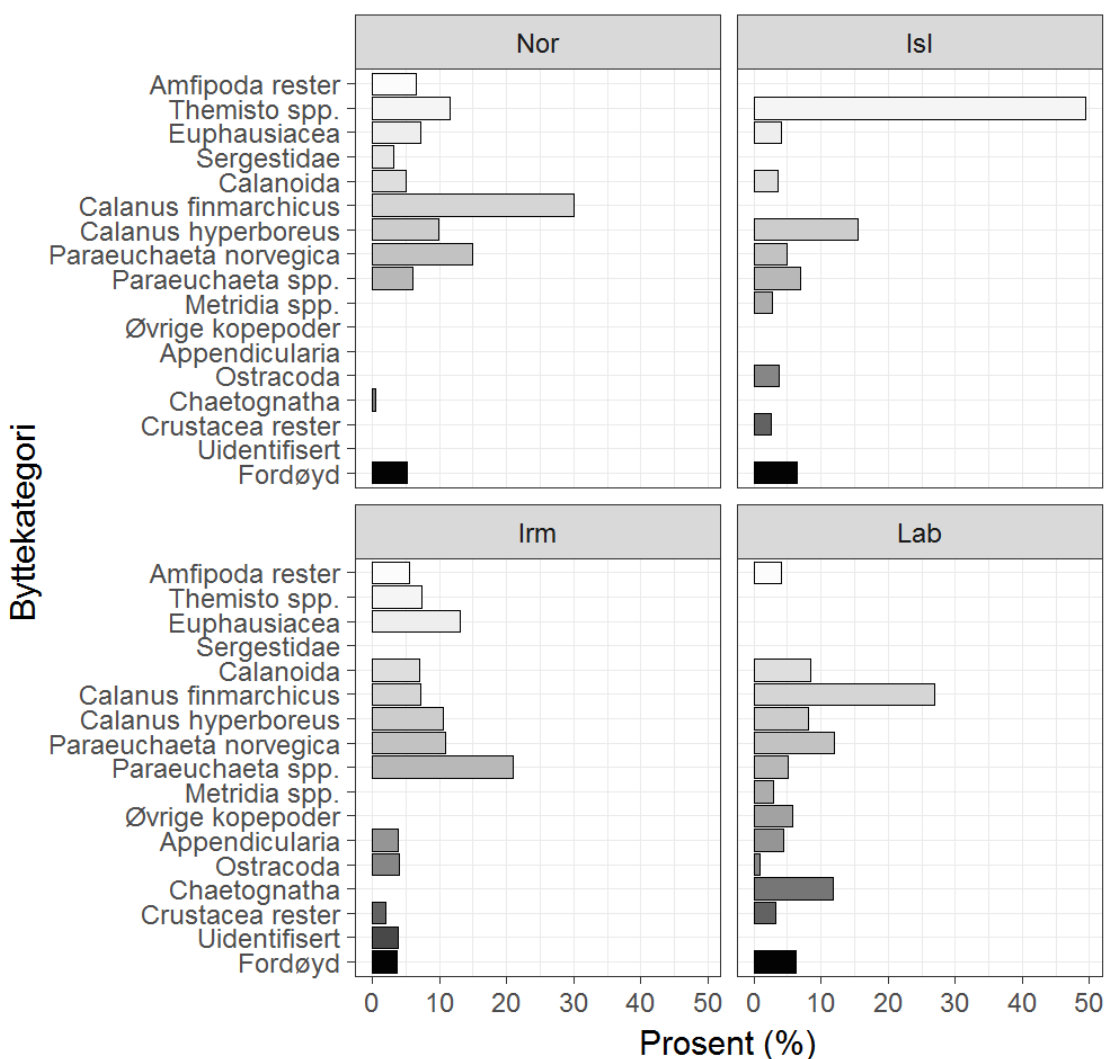 Nor
Isl
Amfipoda rester
Themisto spp.
Euphausiacea
Sergestidae
Calanoida
Calanus finmarchicus
Calanus hyperboreus
Paraeuchaeta norvegica
Paraeuchaeta spp.
Metridia spp.
Øvrige kopepoder
Appendicularia
Ostracoda
Chaetognatha
Crustacea rester
Uidentifisert
Fordøyd
Byttekategori
Irm
Lab
Amfipoda rester
Themisto spp.
Euphausiacea
Sergestidae
Calanoida
Calanus finmarchicus
Calanus hyperboreus
Paraeuchaeta norvegica
Paraeuchaeta spp.
Metridia spp.
Øvrige kopepoder
Appendicularia
Ostracoda
Chaetognatha
Crustacea rester
Uidentifisert
Fordøyd
0 10 20 30 40 50 0 10 20 30 40 50
Prosent (%)